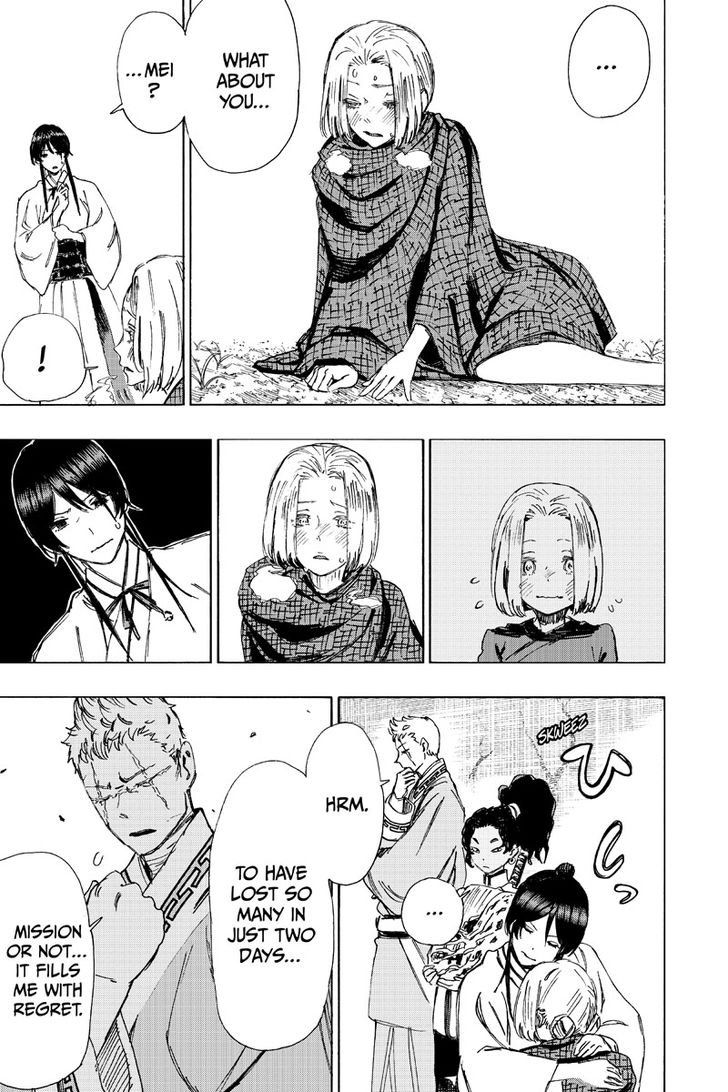 ...
WHAT
ABOUT
YOU...
...MEI
?
!
SKWEEZ
ひ
HRM.
TO HAVE
LOST SO
MANY IN
JUST TWO
DAYS...
...
MISSION
OR NOT...
IT FILLS
ME WITH
REGRET.